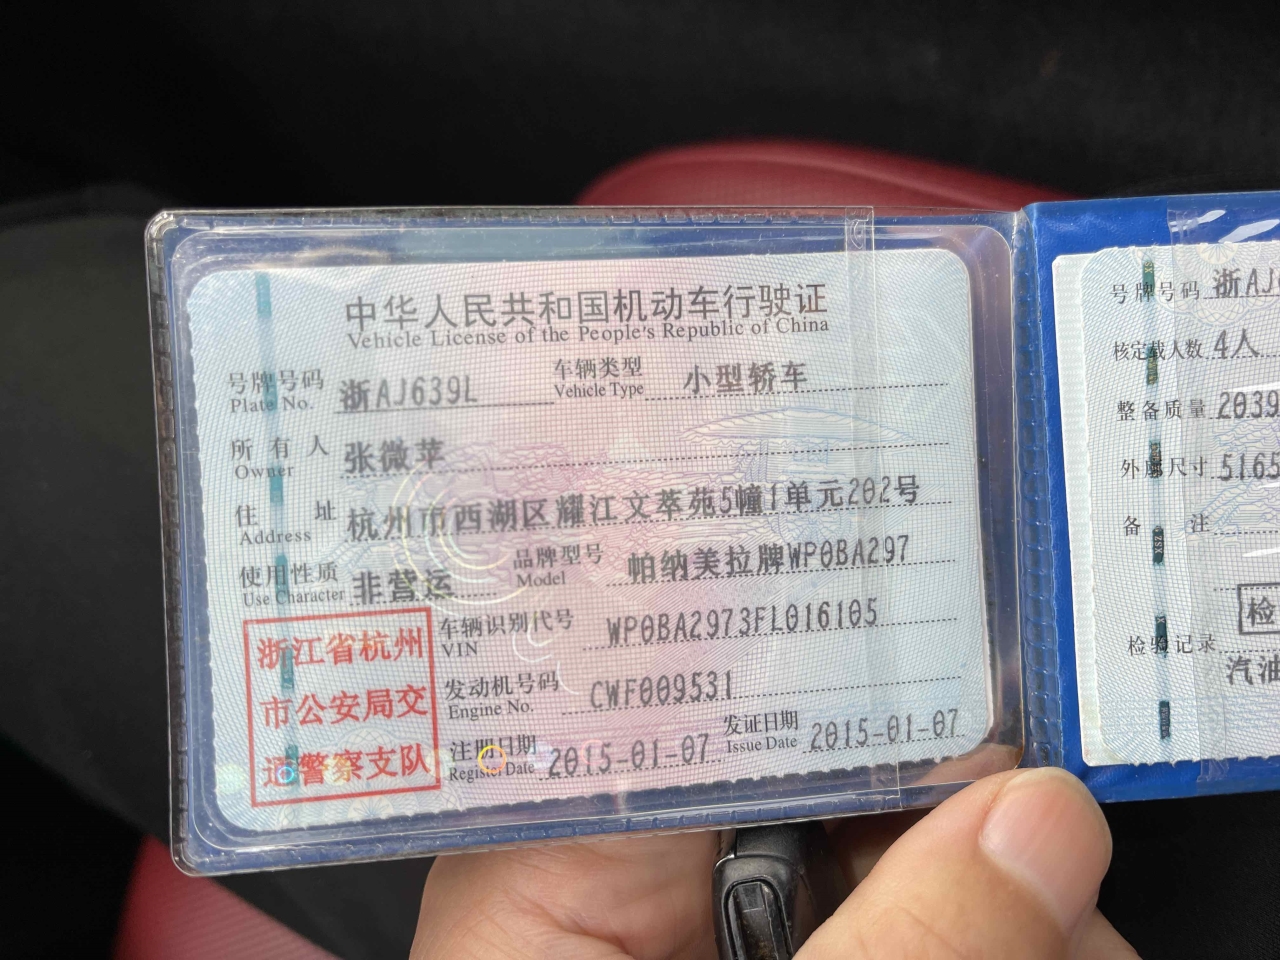 中华人民共和国机动车行驶证
Vehicle License of the People's Republic of China
号牌号码 浙AJ639L 车辆类型 小型轿车
Plate No. Vehicle Type
所有人 张微苹
Owner
住址 杭州市西湖区耀江文萃苑5幢1单元202号
Address
使用性质 非营运 品牌型号 帕纳美拉牌WP0BA297
Use Character Model
车辆识别代号 WP0BA2973FL016105
VIN
发动机号码 CWF009531
Engine No.
注册日期 2015-01-07 发证日期 2015-01-07
Register Date Issue Date
浙江省杭州
市公安局交
通警察支队
号牌号码 浙AJ
核定载人数 4人
整备质量 2039
外廓尺寸 5165
备注
检
检验记录
汽油